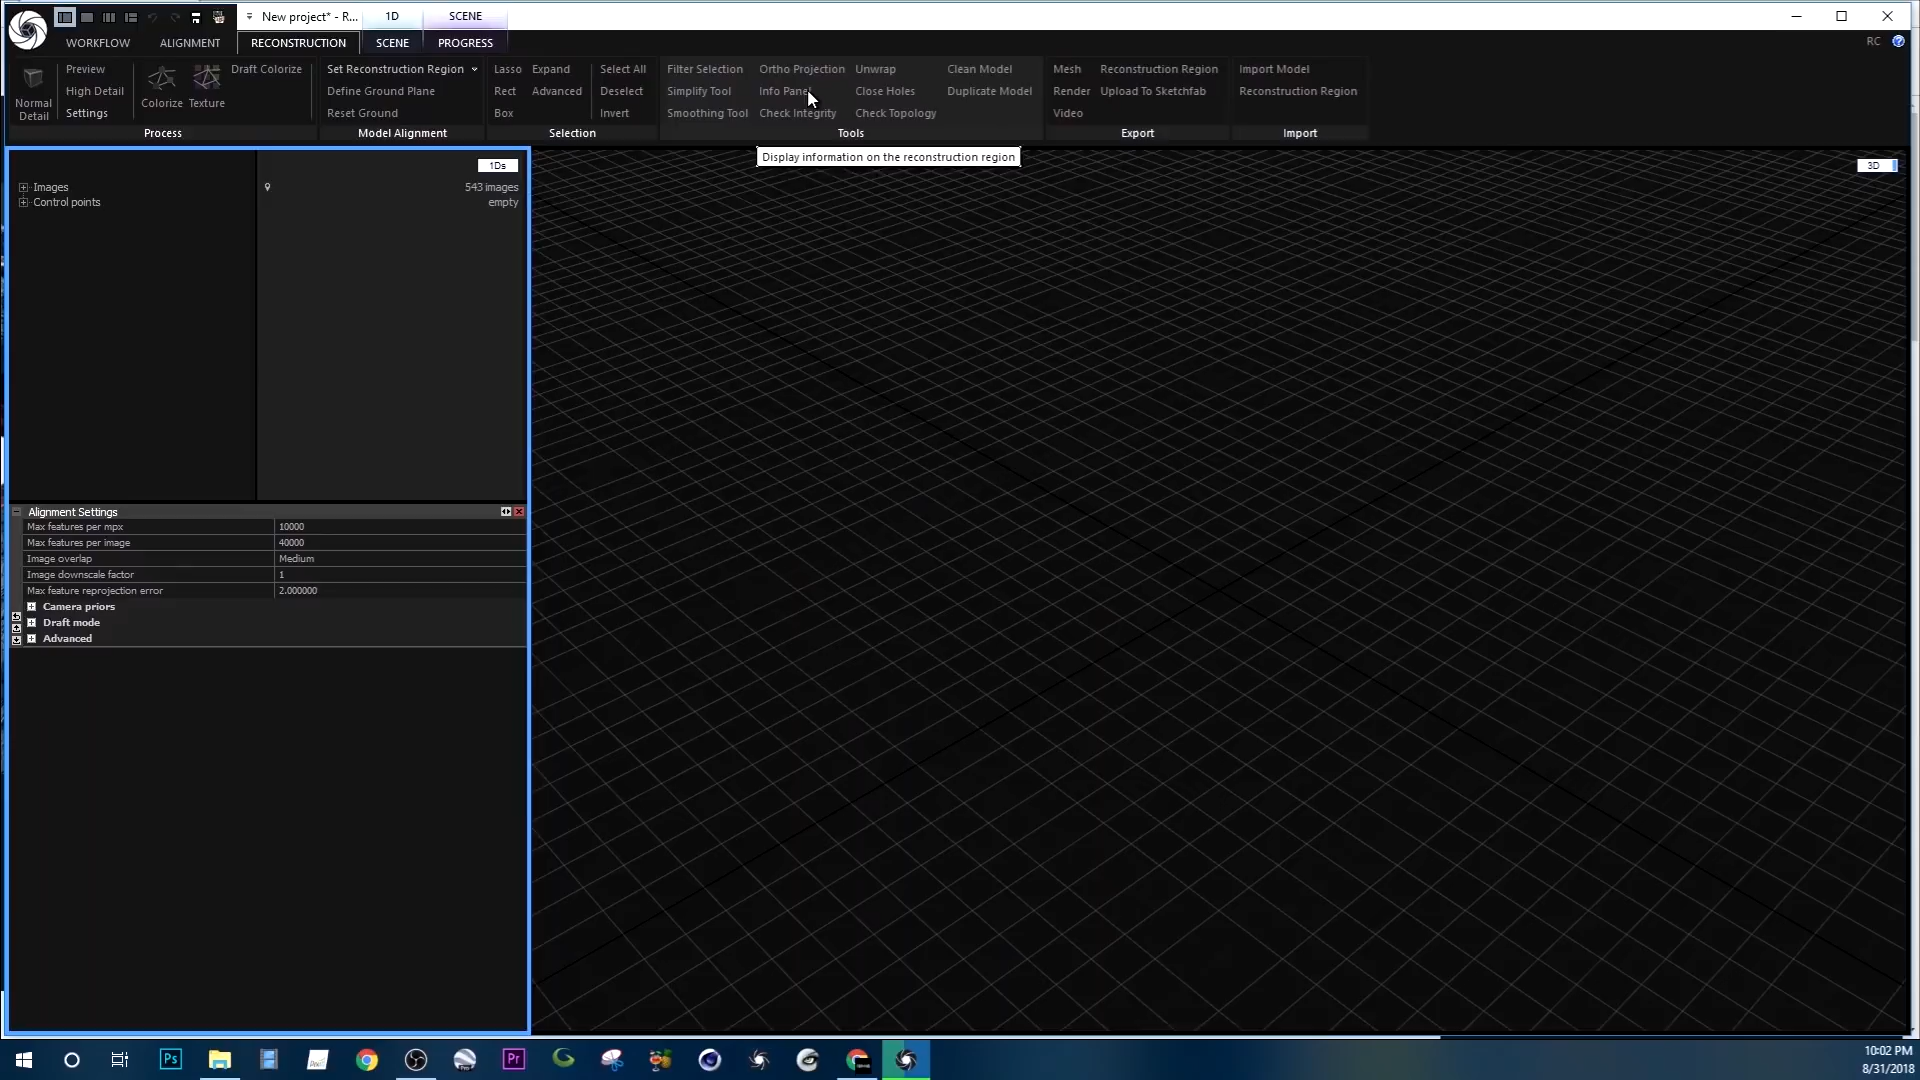 New project* - R... 1D SCENE
WORKFLOW ALIGNMENT RECONSTRUCTION SCENE PROGRESS RC
Preview Draft Colorize Set Reconstruction Region Lasso Expand Select All Filter Selection Ortho Projection Unwrap Clean Model Mesh Reconstruction Region Import Model
High Detail Define Ground Plane Rect Advanced Deselect Simplify Tool Info Panel Close Holes Duplicate Model Render Upload To Sketchfab Reconstruction Region
Normal Detail Settings Colorize Texture Reset Ground Box Invert Smoothing Tool Check Integrity Check Topology Video
Process Model Alignment Selection Tools Export Import
Display information on the reconstruction region
1Ds 3D
Images 543 images
Control points empty
Alignment Settings
Max features per mpx 10000
Max features per image 40000
Image overlap Medium
Image downscale factor 1
Max feature reprojection error 2.000000
Camera priors
Draft mode
Advanced
Ps Pr
10:02 PM
8/31/2018